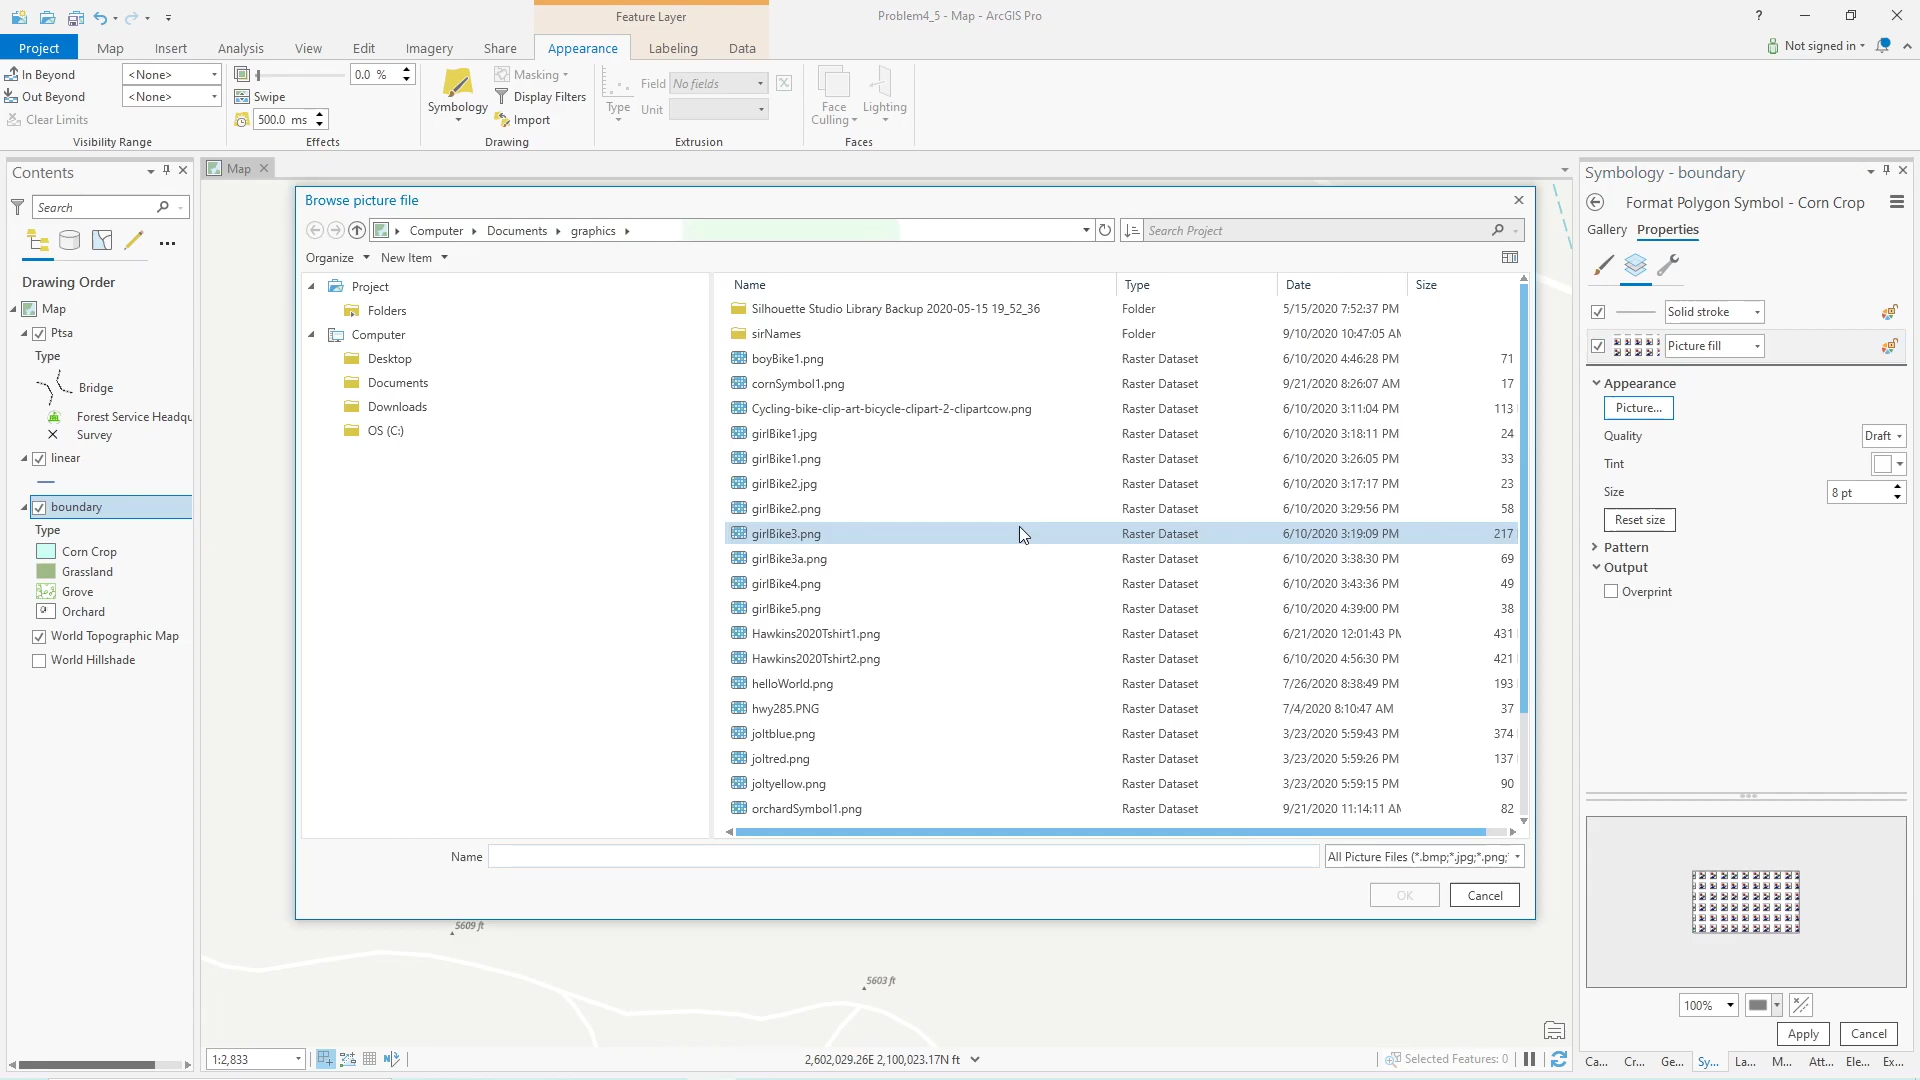 Feature Layer
Problem4_5 - Map - ArcGIS Pro
?
Project
Map
Insert
Analysis
View
Edit
Imagery
Share
Appearance
Labeling
Data
Not signed in
In Beyond
<None>
Out Beyond
<None>
Clear Limits
Visibility Range
0.0 %
Swipe
500.0 ms
Effects
Symbology
Masking
Display Filters
Import
Drawing
Type
Field
No fields
Unit
Extrusion
Face
Culling
Lighting
Faces
Contents
Search
Drawing Order
Map
Ptsa
Type
Bridge
Forest Service Headqu
Survey
linear
boundary
Type
Corn Crop
Grassland
Grove
Orchard
World Topographic Map
World Hillshade
Map
Browse picture file
Computer
Documents
graphics
Search Project
Organize
New Item
Project
Folders
Computer
Desktop
Documents
Downloads
OS (C:)
Name Type Date Size
Silhouette Studio Library Backup 2020-05-15 19_52_36 Folder 5/15/2020 7:52:37 PM
sirNames Folder 9/10/2020 10:47:05 AM
boyBike1.png Raster Dataset 6/10/2020 4:46:28 PM 71
cornSymbol1.png Raster Dataset 9/21/2020 8:26:07 AM 17
Cycling-bike-clip-art-bicycle-clipart-2-clipartcow.png Raster Dataset 6/10/2020 3:11:04 PM 113
girlBike1.jpg Raster Dataset 6/10/2020 3:18:11 PM 24
girlBike1.png Raster Dataset 6/10/2020 3:26:05 PM 33
girlBike2.jpg Raster Dataset 6/10/2020 3:17:17 PM 23
girlBike2.png Raster Dataset 6/10/2020 3:29:56 PM 58
girlBike3.png Raster Dataset 6/10/2020 3:19:09 PM 217
girlBike3a.png Raster Dataset 6/10/2020 3:38:30 PM 69
girlBike4.png Raster Dataset 6/10/2020 3:43:36 PM 49
girlBike5.png Raster Dataset 6/10/2020 4:39:00 PM 38
Hawkins2020Tshirt1.png Raster Dataset 6/21/2020 12:01:43 PM 431
Hawkins2020Tshirt2.png Raster Dataset 6/10/2020 4:56:30 PM 421
helloWorld.png Raster Dataset 7/26/2020 8:38:49 PM 193
hwy285.PNG Raster Dataset 7/4/2020 8:10:47 AM 37
joltblue.png Raster Dataset 3/23/2020 5:59:43 PM 374
joltred.png Raster Dataset 3/23/2020 5:59:26 PM 137
joltyellow.png Raster Dataset 3/23/2020 5:59:15 PM 90
orchardSymbol1.png Raster Dataset 9/21/2020 11:14:11 AM 82
Name
All Picture Files (*.bmp;*.jpg;*.png;*
OK
Cancel
5609 ft
5603 ft
1:2,833
2,602,029.26E 2,100,023.17N ft
Selected Features: 0
Symbology - boundary
Format Polygon Symbol - Corn Crop
Gallery
Properties
Solid stroke
Picture fill
Appearance
Picture...
Quality
Draft
Tint
Size
8 pt
Reset size
Pattern
Output
Overprint
100%
Apply
Cancel
Ca...
Cr...
Ge...
Sy...
La...
M...
Att...
Ele...
Ex...